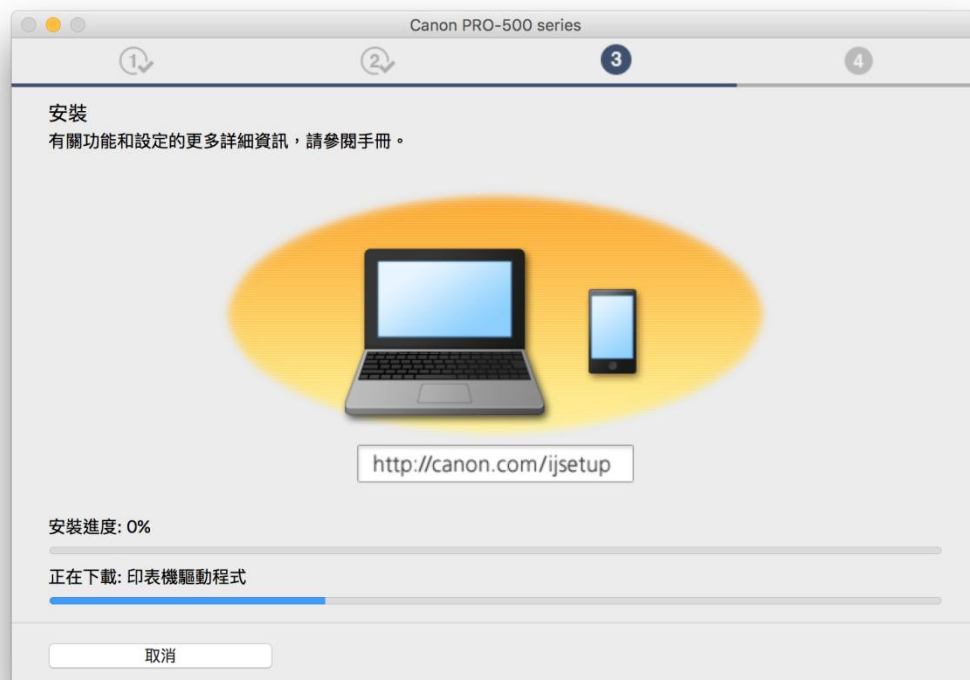 Canon PRO-500 series
1
2
3
4
安裝
有關功能和設定的更多詳細資訊，請參閱手冊。
http://canon.com/ijsetup
安裝進度: 0%
正在下載: 印表機驅動程式
取消